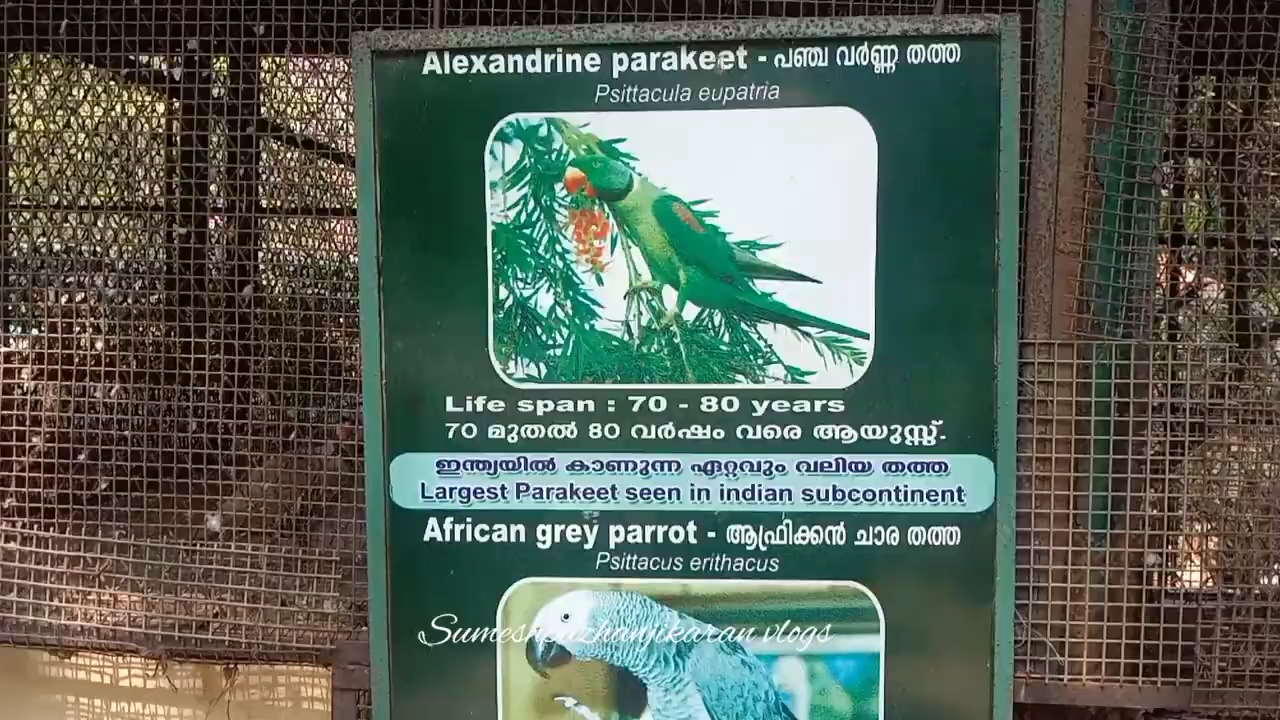 Alexandrine parakeet - പഞ്ച വർണ്ണ തത്ത
Psittacula eupatria
Life span : 70 - 80 years
70 മുതൽ 80 വർഷം വരെ ആയുസ്സ്.
ഇന്ത്യയിൽ കാണുന്ന ഏറ്റവും വലിയ തത്ത
Largest Parakeet seen in indian subcontinent
African grey parrot - ആഫ്രിക്കൻ ചാര തത്ത
Psittacus erithacus
vlogs